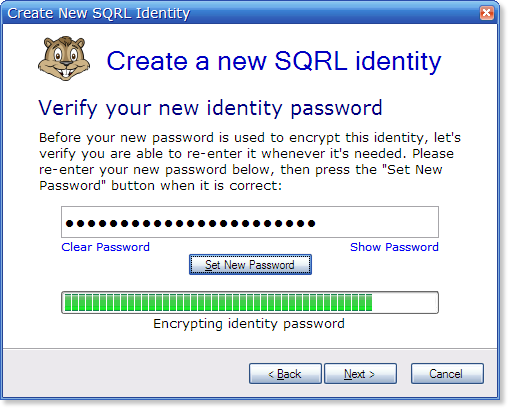 Create New SQRL Identity
Create a new SQRL identity
Verify your new identity password
Before your new password is used to encrypt this identity, let's
verify you are able to re-enter it whenever it's needed. Please
re-enter your new password below, then press the "Set New
Password" button when it is correct:
●●●●●●●●●●●●●●●●●●●●●●●
Clear Password Show Password
Set New Password
Encrypting identity password
< Back Next > Cancel